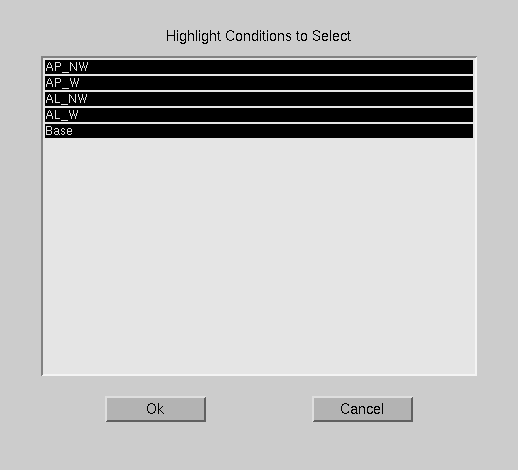 Highlight Conditions to Select
AP_NW
AP_W
AL_NW
AL_W
Base
Ok
Cancel